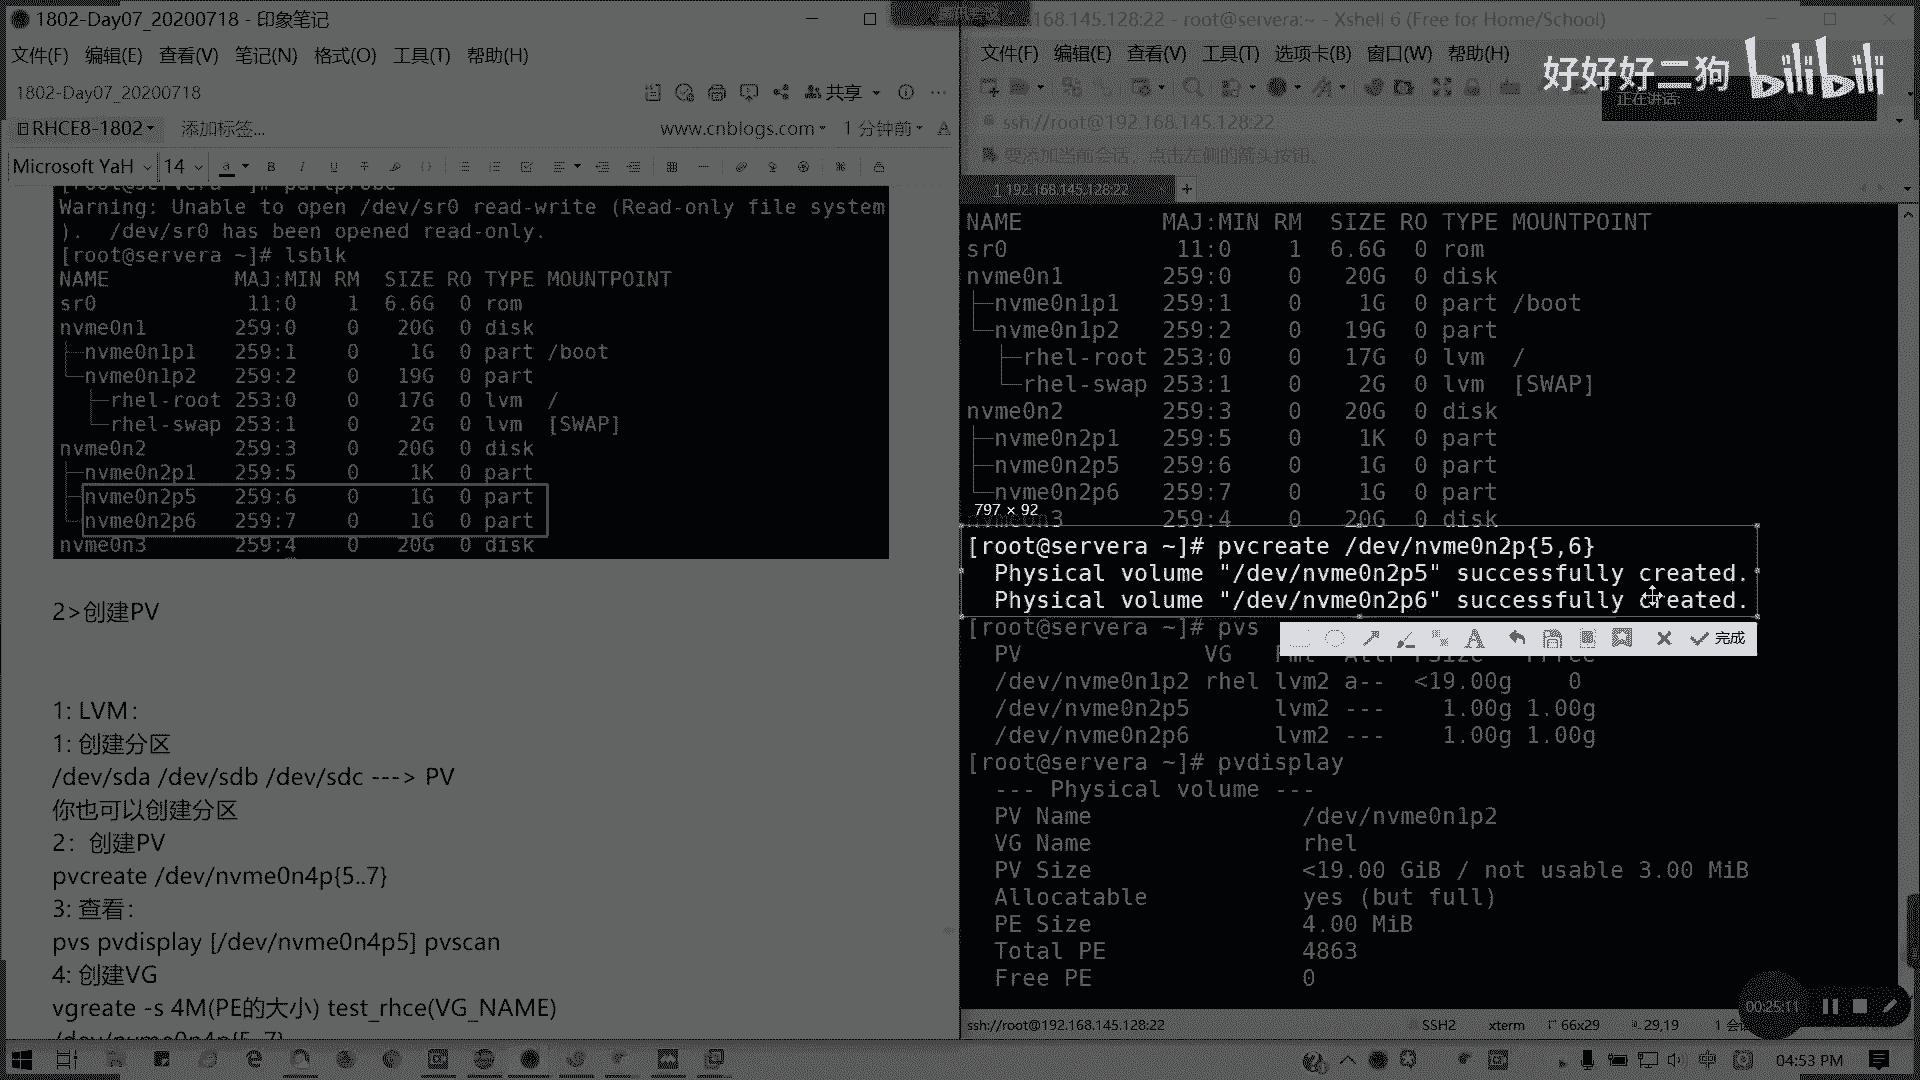 1802-Day07_20200718 - 印象笔记
文件(F) 编辑(E) 查看(V) 笔记(N) 格式(O) 工具(T) 帮助(H)
1802-Day07_20200718
共享
RHCE8-1802
添加标签...
www.cnblogs.com
1 分钟前
Microsoft YaH 14
Warning: Unable to open /dev/sr0 read-write (Read-only file system
). /dev/sr0 has been opened read-only.
[root@servera ~]# lsblk
NAME MAJ:MIN RM SIZE RO TYPE MOUNTPOINT
sr0 11:0 1 6.6G 0 rom
nvme0n1 259:0 0 20G 0 disk
├─nvme0n1p1 259:1 0 1G 0 part /boot
└─nvme0n1p2 259:2 0 19G 0 part
├─rhel-root 253:0 0 17G 0 lvm /
└─rhel-swap 253:1 0 2G 0 lvm [SWAP]
nvme0n2 259:3 0 20G 0 disk
├─nvme0n2p1 259:5 0 1K 0 part
├─nvme0n2p5 259:6 0 1G 0 part
└─nvme0n2p6 259:7 0 1G 0 part
nvme0n3 259:4 0 20G 0 disk
2>创建PV
1: LVM:
1: 创建分区
/dev/sda /dev/sdb /dev/sdc ---> PV
你也可以创建分区
2: 创建PV
pvcreate /dev/nvme0n4p{5..7}
3: 查看:
pvs pvdisplay [/dev/nvme0n4p5] pvscan
4: 创建VG
vgreate -s 4M(PE的大小) test_rhce(VG_NAME)
/dev/nvme0n4p{5..7}
168.145.128:22 - root@servera:~ - Xshell 6 (Free for Home/School)
文件(F) 编辑(E) 查看(V) 工具(T) 选项卡(B) 窗口(W) 帮助(H)
好好好二狗 bilibili
正在讲话:
ssh://root@192.168.145.128:22
要添加当前会话，点击左侧的箭头按钮。
1 192.168.145.128:22
NAME MAJ:MIN RM SIZE RO TYPE MOUNTPOINT
sr0 11:0 1 6.6G 0 rom
nvme0n1 259:0 0 20G 0 disk
├─nvme0n1p1 259:1 0 1G 0 part /boot
└─nvme0n1p2 259:2 0 19G 0 part
├─rhel-root 253:0 0 17G 0 lvm /
└─rhel-swap 253:1 0 2G 0 lvm [SWAP]
nvme0n2 259:3 0 20G 0 disk
├─nvme0n2p1 259:5 0 1K 0 part
├─nvme0n2p5 259:6 0 1G 0 part
└─nvme0n2p6 259:7 0 1G 0 part
797 × 92
nvme0n3 259:4 0 20G 0 disk
[root@servera ~]# pvcreate /dev/nvme0n2p{5,6}
Physical volume "/dev/nvme0n2p5" successfully created.
Physical volume "/dev/nvme0n2p6" successfully created.
[root@servera ~]# pvs
完成
PV VG Fmt Attr PSize PFree
/dev/nvme0n1p2 rhel lvm2 a-- <19.00g 0
/dev/nvme0n2p5 lvm2 --- 1.00g 1.00g
/dev/nvme0n2p6 lvm2 --- 1.00g 1.00g
[root@servera ~]# pvdisplay
--- Physical volume ---
PV Name /dev/nvme0n1p2
VG Name rhel
PV Size <19.00 GiB / not usable 3.00 MiB
Allocatable yes (but full)
PE Size 4.00 MiB
Total PE 4863
Free PE 0
00:25:11
ssh://root@192.168.145.128:22 SSH2 xterm 66x29 29,19
04:53 PM